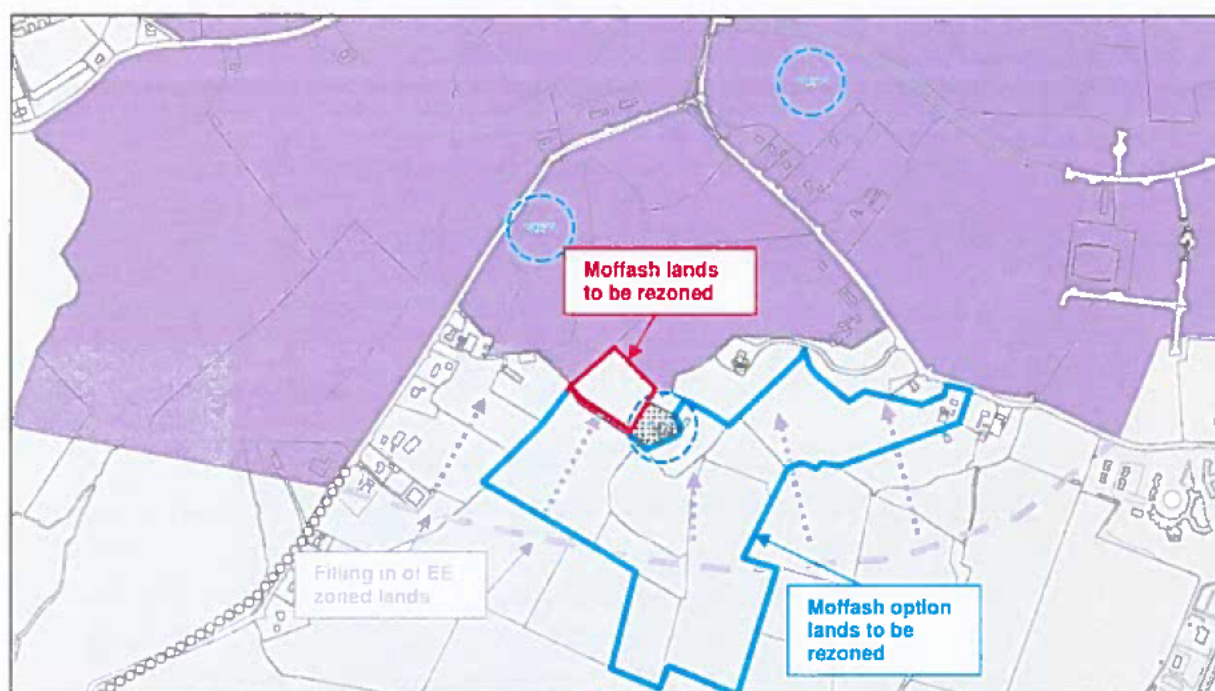 Moffash lands
to be rezoned
Filling in of EE
zoned lands
Moffash option
lands to be
rezoned